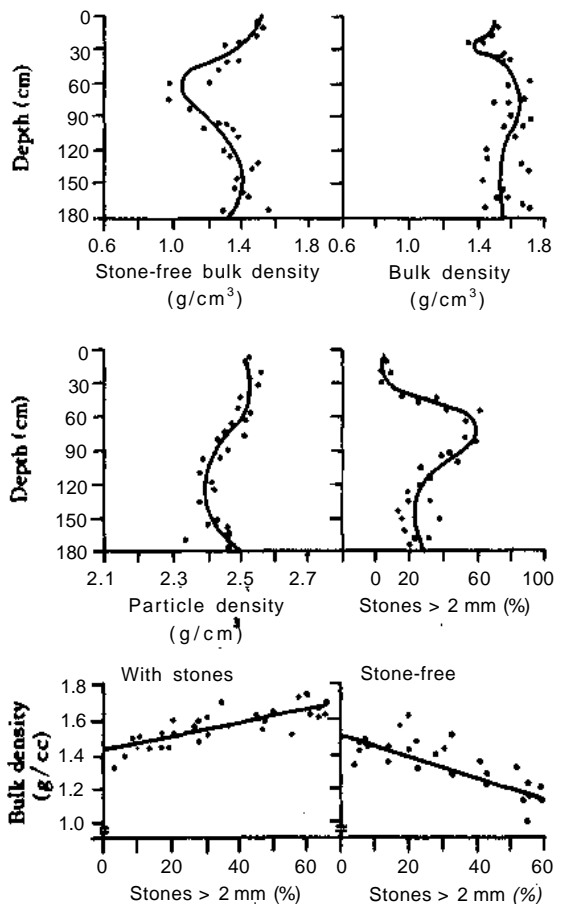 0
30
60
90
120
150
180
Depth (cm)
0.6 1.0 1.4 1.8 0.6 1.0 1.4 1.8
Stone-free bulk density
(g/cm³)
Bulk density
(g/cm³)
0
30
60
90
120
150
180
Depth (cm)
2.1 2.3 2.5 2.7
Particle density
(g/cm³)
0 20 60 100
Stones > 2 mm (%)
With stones
Stone-free
1.8
1.6
1.4
1.2
1.0
Bulk density
(g/cc)
0 20 40 60
Stones > 2 mm (%)
0 20 40 60
Stones > 2 mm (%)